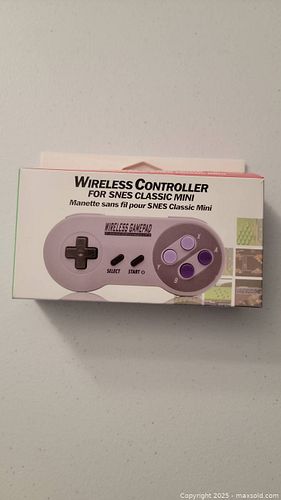 WIRELESS CONTROLLER
FOR SNES CLASSIC MINI
Manette sans fil pour SNES Classic Mini
WIRELESS GAMEPAD
X
A
Y
B
SELECT
START
Copyright 2025 - maxsold.com